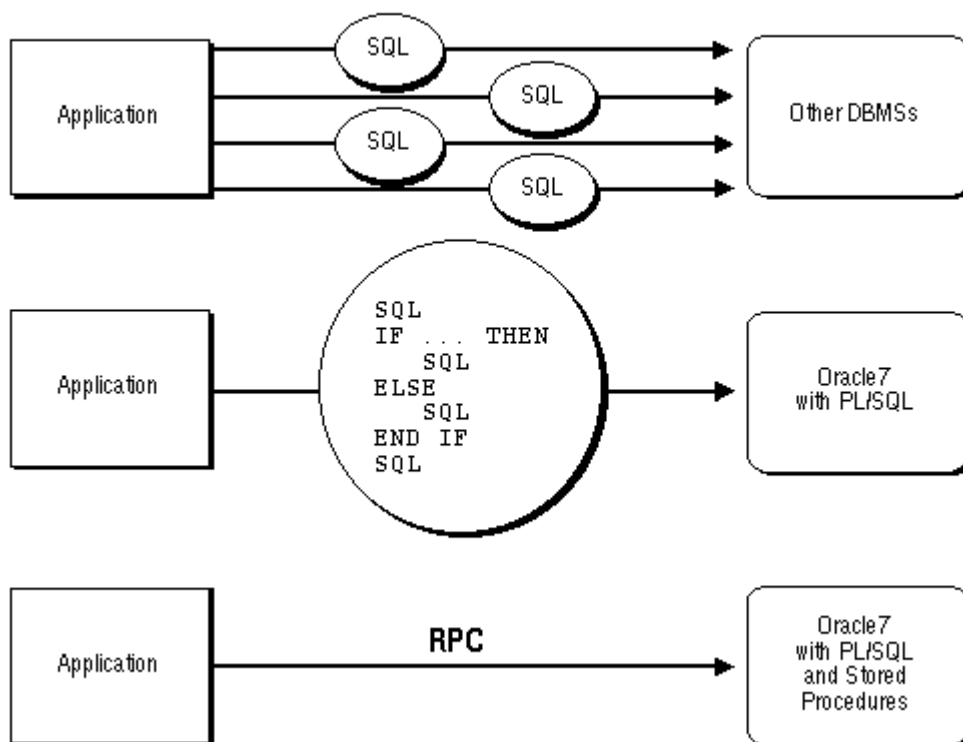 SQL
SQL
Application
Other DBMSs
SQL
SQL
SQL
IF ... THEN
SQL
ELSE
SQL
END IF
SQL
Application
Oracle7
with PL/SQL
RPC
Application
Oracle7
with PL/SQL
and Stored
Procedures